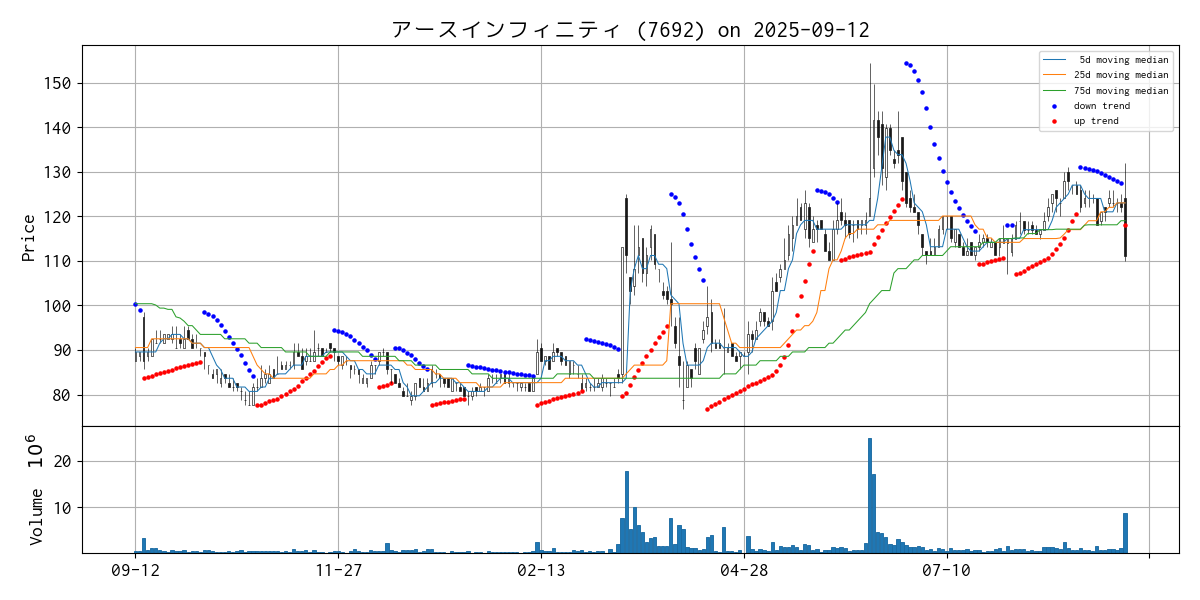 アースインフィニティ (7692) on 2025-09-12
5d moving median
25d moving median
75d moving median
down trend
up trend
Price
150
140
130
120
110
100
90
80
Volume 10⁶
20
10
09-12
11-27
02-13
04-28
07-10